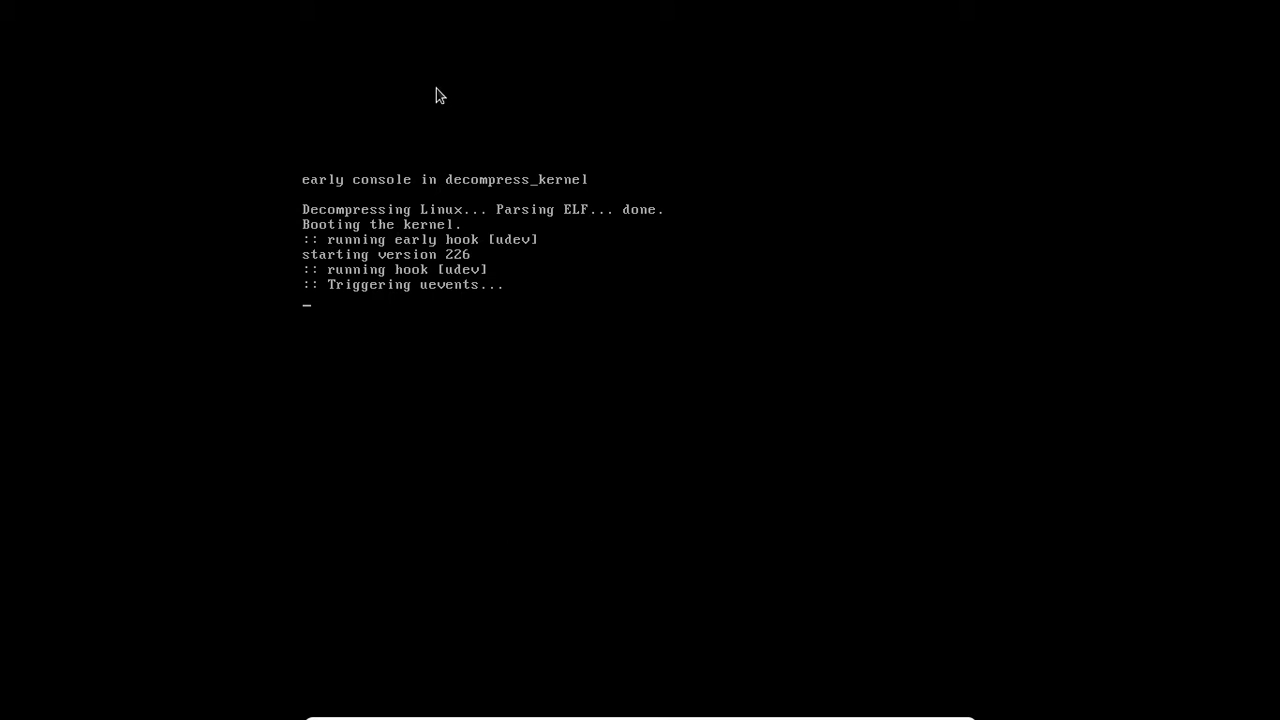 early console in decompress_kernel
Decompressing Linux... Parsing ELF... done.
Booting the kernel.
:: running early hook [udev]
starting version 226
:: running hook [udev]
:: Triggering uevents...
_